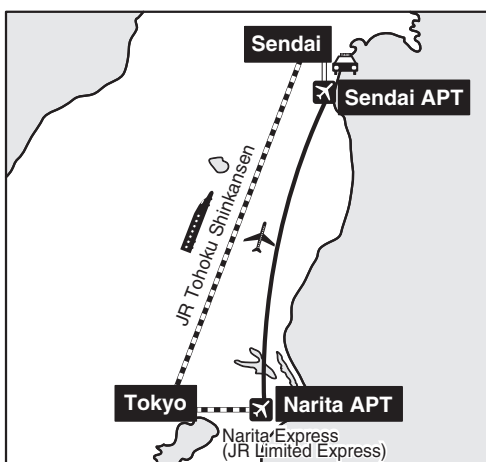 Sendai
Sendai APT
JR Tohoku Shinkansen
Tokyo
Narita APT
Narita Express
(JR Limited Express)